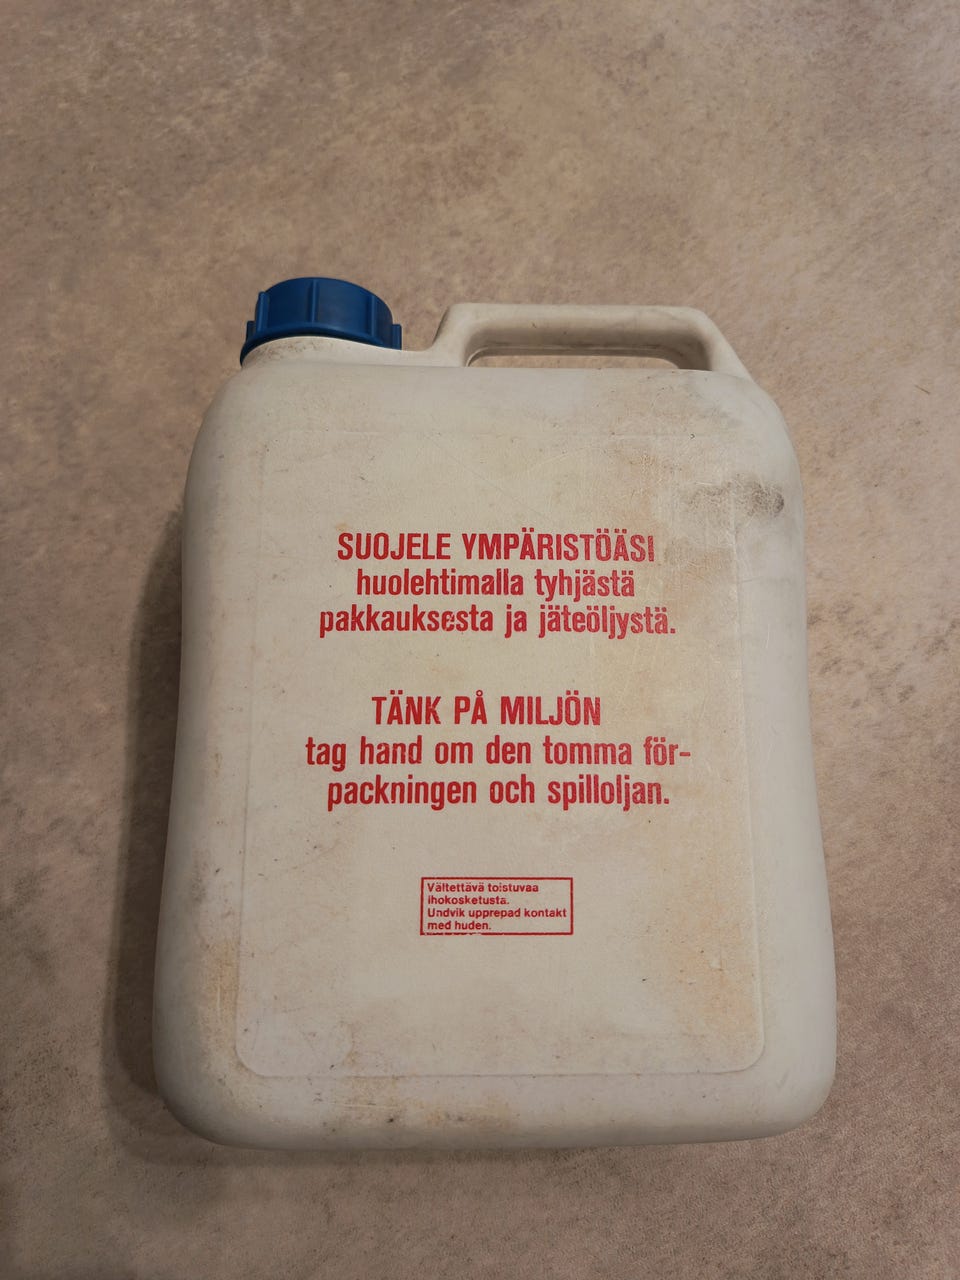 SUOJELE YMPÄRISTÖÄSI
huolehtimalla tyhjästä
pakkauksesta ja jäteöljystä.
TÄNK PÅ MILJÖN
tag hand om den tomma för-
packningen och spilloljan.
Vältettävä toistuvaa
ihokosketusta.
Undvik upprepad kontakt
med huden.